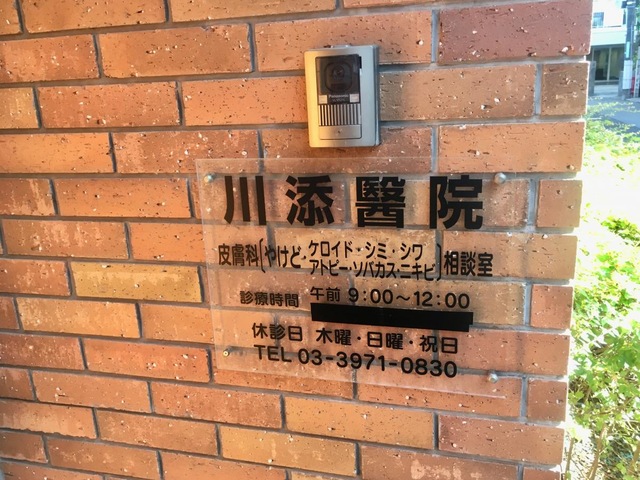 川添醫院
皮膚科〔やけど・ケロイド・シミ・シワ
アトピー・ソバカス・ニキビ〕相談室
診療時間 午前 9:00～12:00
休診日 木曜・日曜・祝日
TEL 03-3971-0830